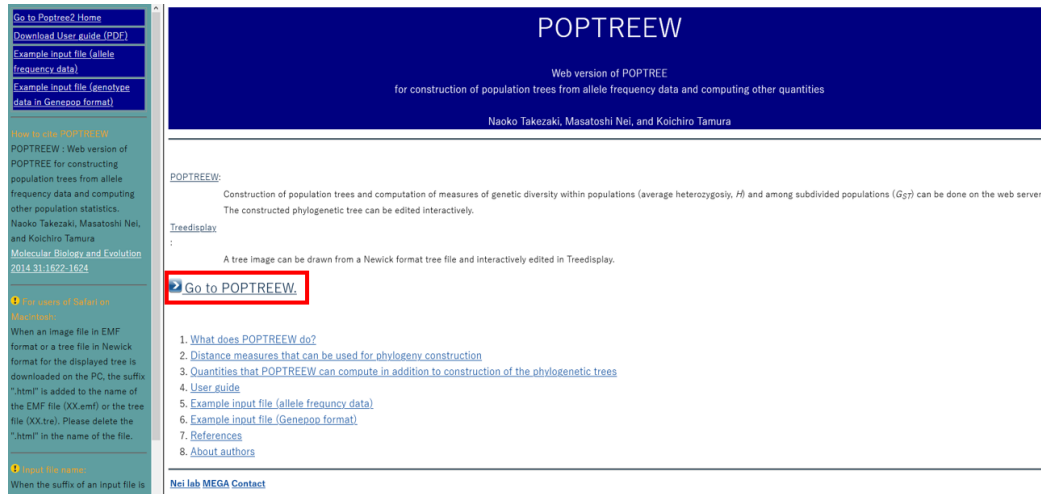 Go to Poptree2 Home
Download User guide (PDF)
Example input file (allele
frequency data)
Example input file (genotype
data in Genepop format)
How to cite POPTREEW
POPTREEW : Web version of
POPTREE for constructing
population trees from allele
frequency data and computing
other population statistics.
Naoko Takezaki, Masatoshi Nei,
and Koichiro Tamura
Molecular Biology and Evolution
2014 31:1622-1624
For users of Safari on
Macintosh:
When an image file in EMF
format or a tree file in Newick
format for the displayed tree is
downloaded on the PC, the suffix
".html" is added to the name of
the EMF file (XX.emf) or the tree
file (XX.tre). Please delete the
".html" in the name of the file.
Input file name:
When the suffix of an input file is
POPTREEW
Web version of POPTREE
for construction of population trees from allele frequency data and computing other quantities
Naoko Takezaki, Masatoshi Nei, and Koichiro Tamura
POPTREEW:
Construction of population trees and computation of measures of genetic diversity within populations (average heterozygosiy, H) and among subdivided populations (GST) can be done on the web server
The constructed phylogenetic tree can be edited interactively.
Treedisplay
:
A tree image can be drawn from a Newick format tree file and interactively edited in Treedisplay.
Go to POPTREEW.
1. What does POPTREEW do?
2. Distance measures that can be used for phylogeny construction
3. Quantities that POPTREEW can compute in addition to construction of the phylogenetic trees
4. User guide
5. Example input file (allele frequncy data)
6. Example input file (Genepop format)
7. References
8. About authors
Nei lab MEGA Contact